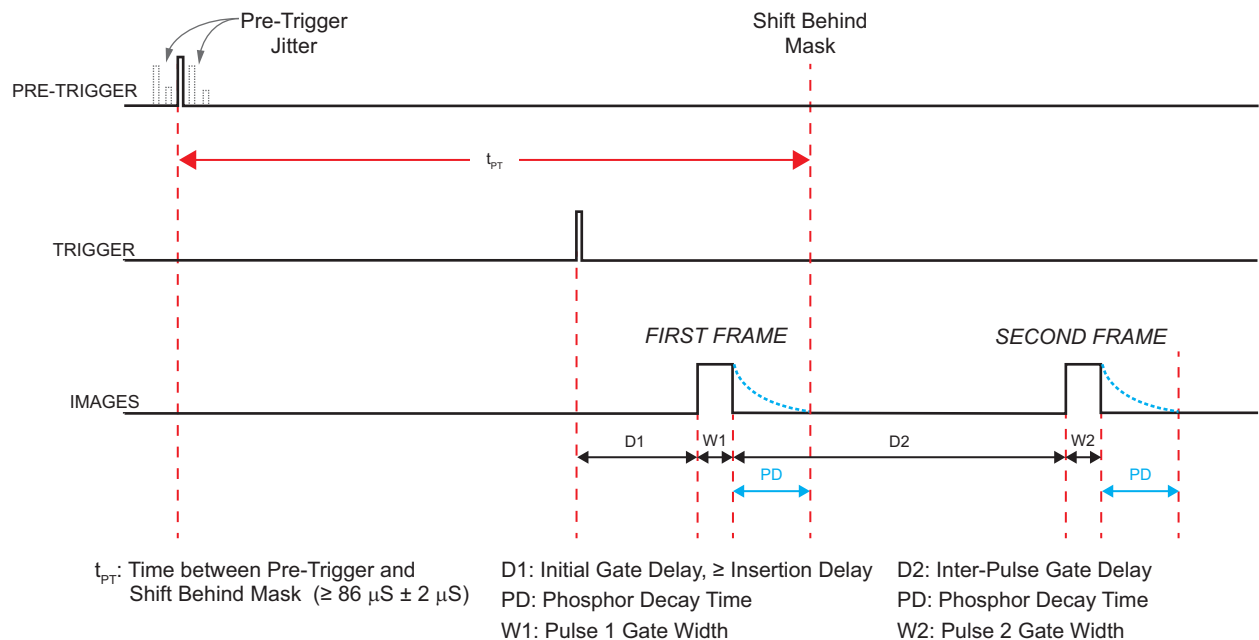 Pre-Trigger
Jitter
Shift Behind
Mask
PRE-TRIGGER
t_PT
TRIGGER
FIRST FRAME
SECOND FRAME
IMAGES
D1
W1
D2
W2
PD
PD
t_PT: Time between Pre-Trigger and
Shift Behind Mask (≥ 86 μS ± 2 μS)
D1: Initial Gate Delay, ≥ Insertion Delay
PD: Phosphor Decay Time
W1: Pulse 1 Gate Width
D2: Inter-Pulse Gate Delay
PD: Phosphor Decay Time
W2: Pulse 2 Gate Width